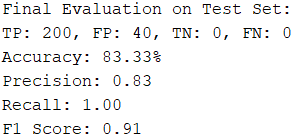 Final Evaluation on Test Set:
TP: 200, FP: 40, TN: 0, FN: 0
Accuracy: 83.33%
Precision: 0.83
Recall: 1.00
F1 Score: 0.91